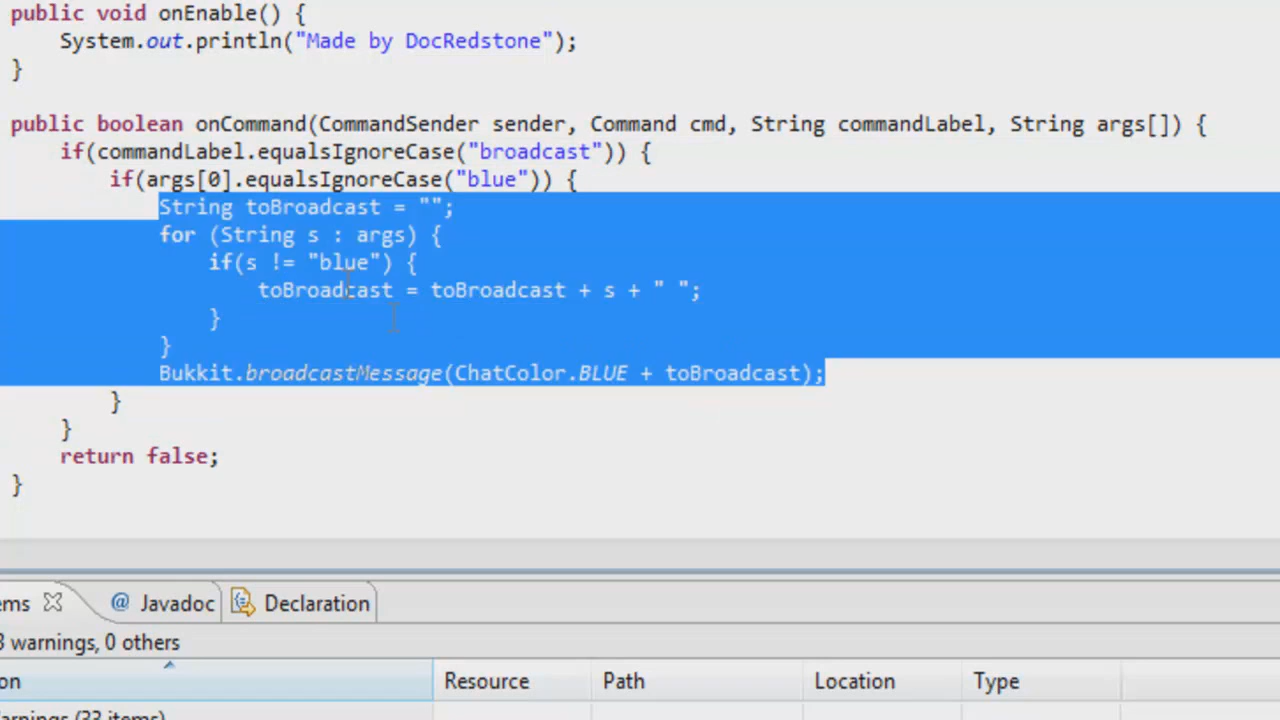 public void onEnable() {
System.out.println("Made by DocRedstone");
}
public boolean onCommand(CommandSender sender, Command cmd, String commandLabel, String args[]) {
if(commandLabel.equalsIgnoreCase("broadcast")) {
if(args[0].equalsIgnoreCase("blue")) {
String toBroadcast = "";
for (String s : args) {
if(s != "blue") {
toBroadcast = toBroadcast + s + " ";
}
}
Bukkit.broadcastMessage(ChatColor.BLUE + toBroadcast);
}
}
return false;
}
ems @ Javadoc Declaration
3 warnings, 0 others
on Resource Path Location Type
Warnings (33 items)